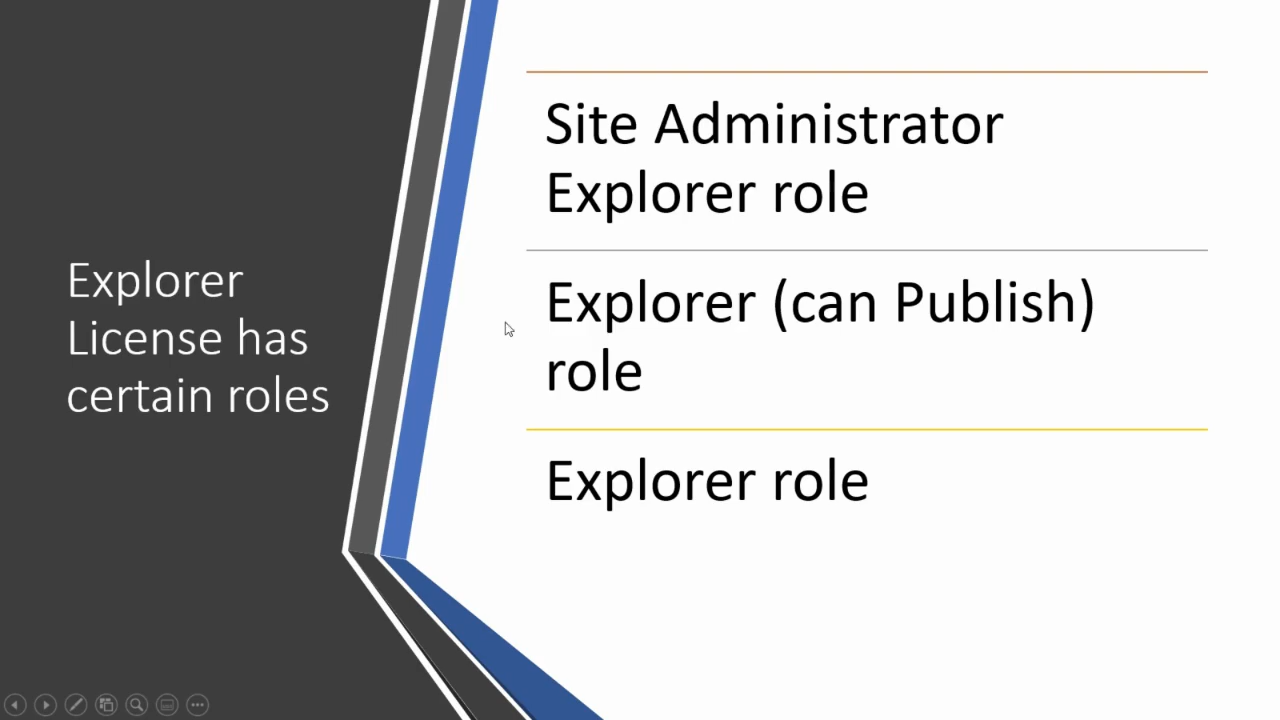 Explorer
License has
certain roles
Site Administrator
Explorer role
Explorer (can Publish)
role
Explorer role